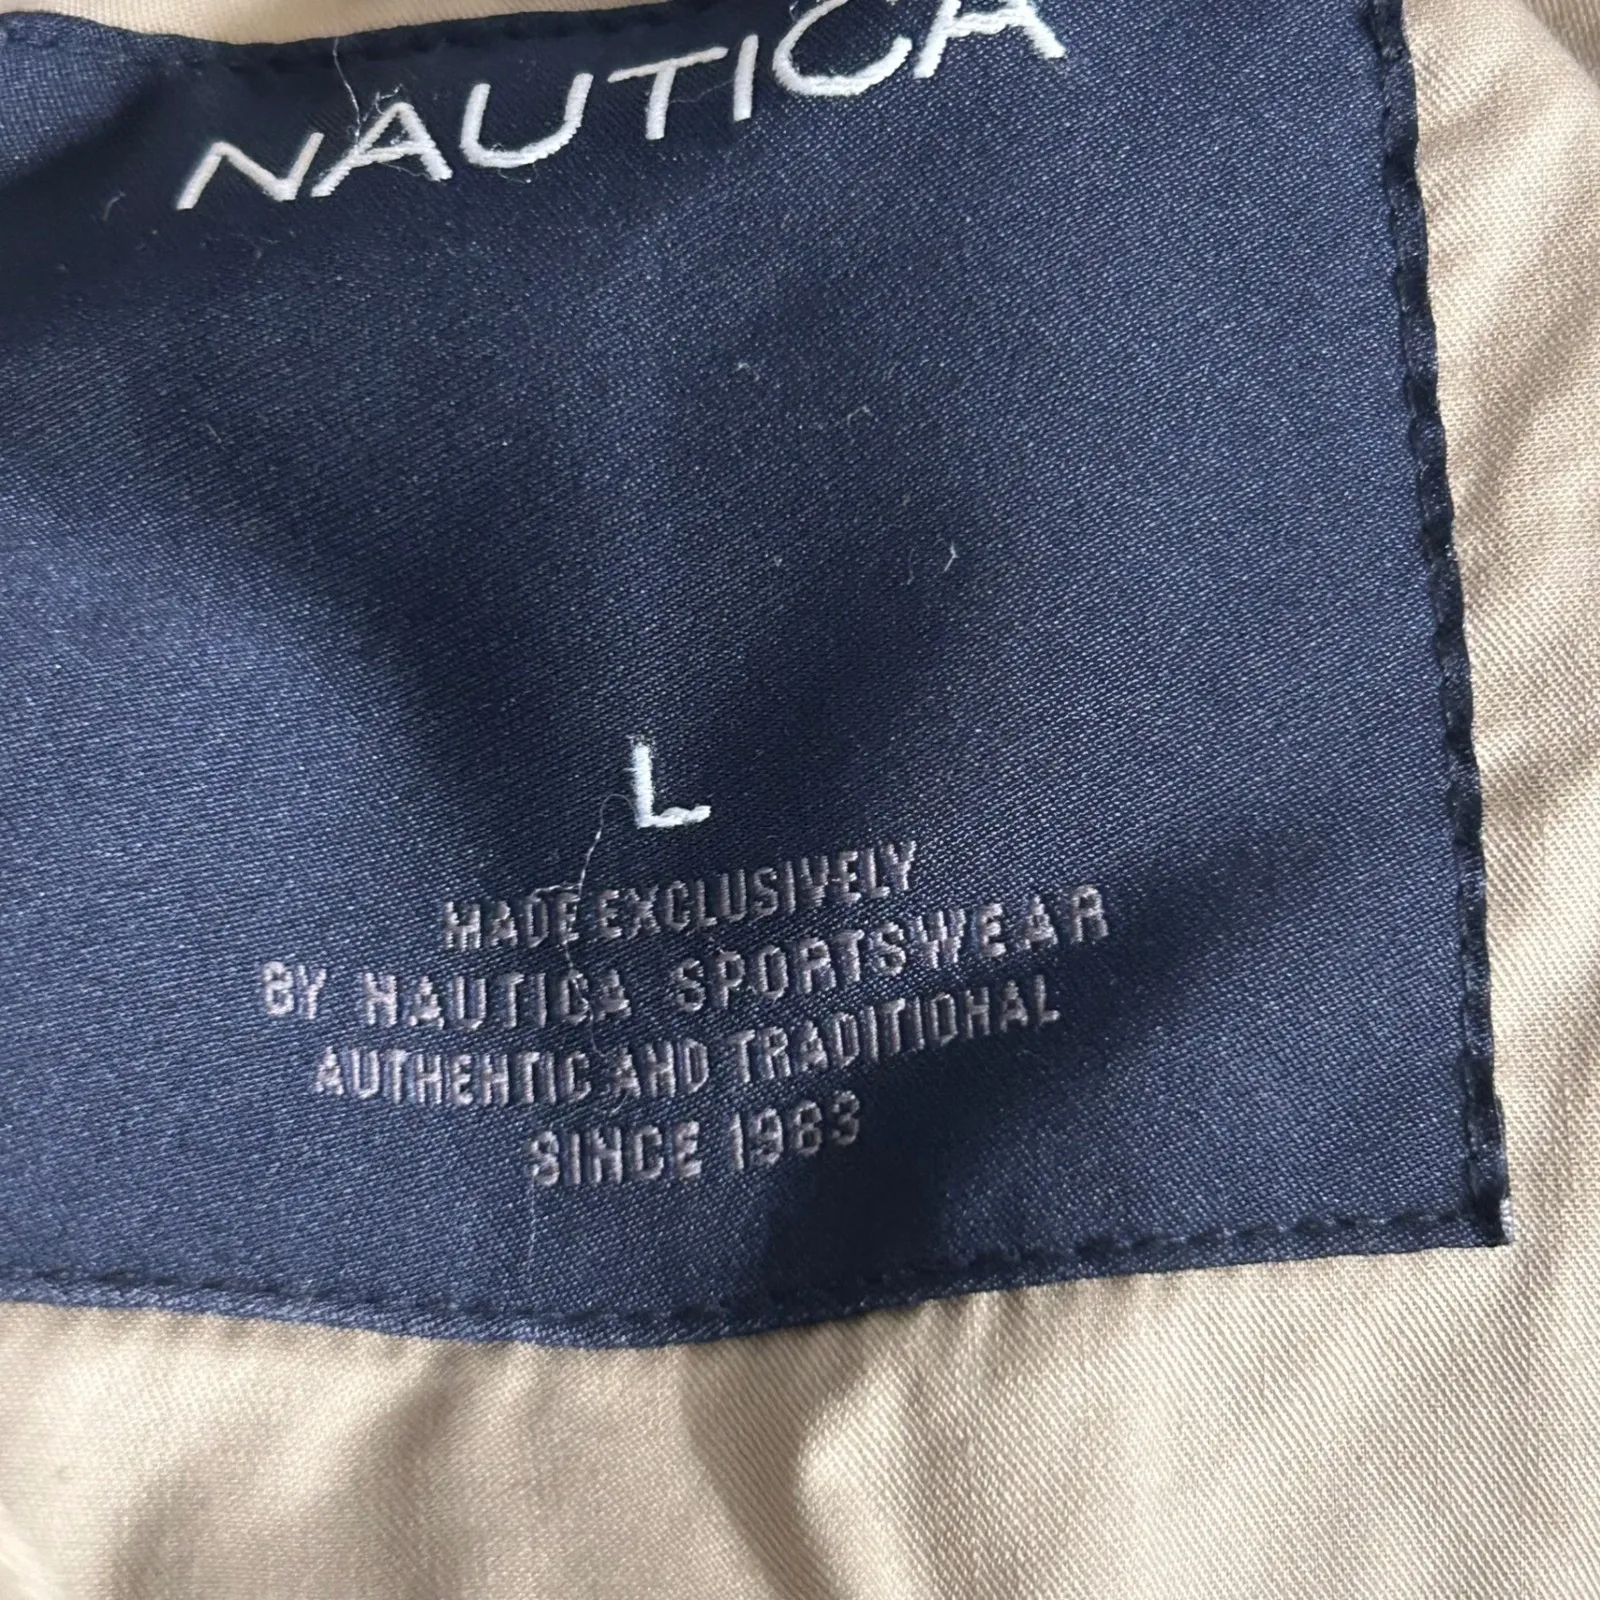 NAUTICA
L
MADE EXCLUSIVELY
BY NAUTICA SPORTSWEAR
AUTHENTIC AND TRADITIONAL
SINCE 1983